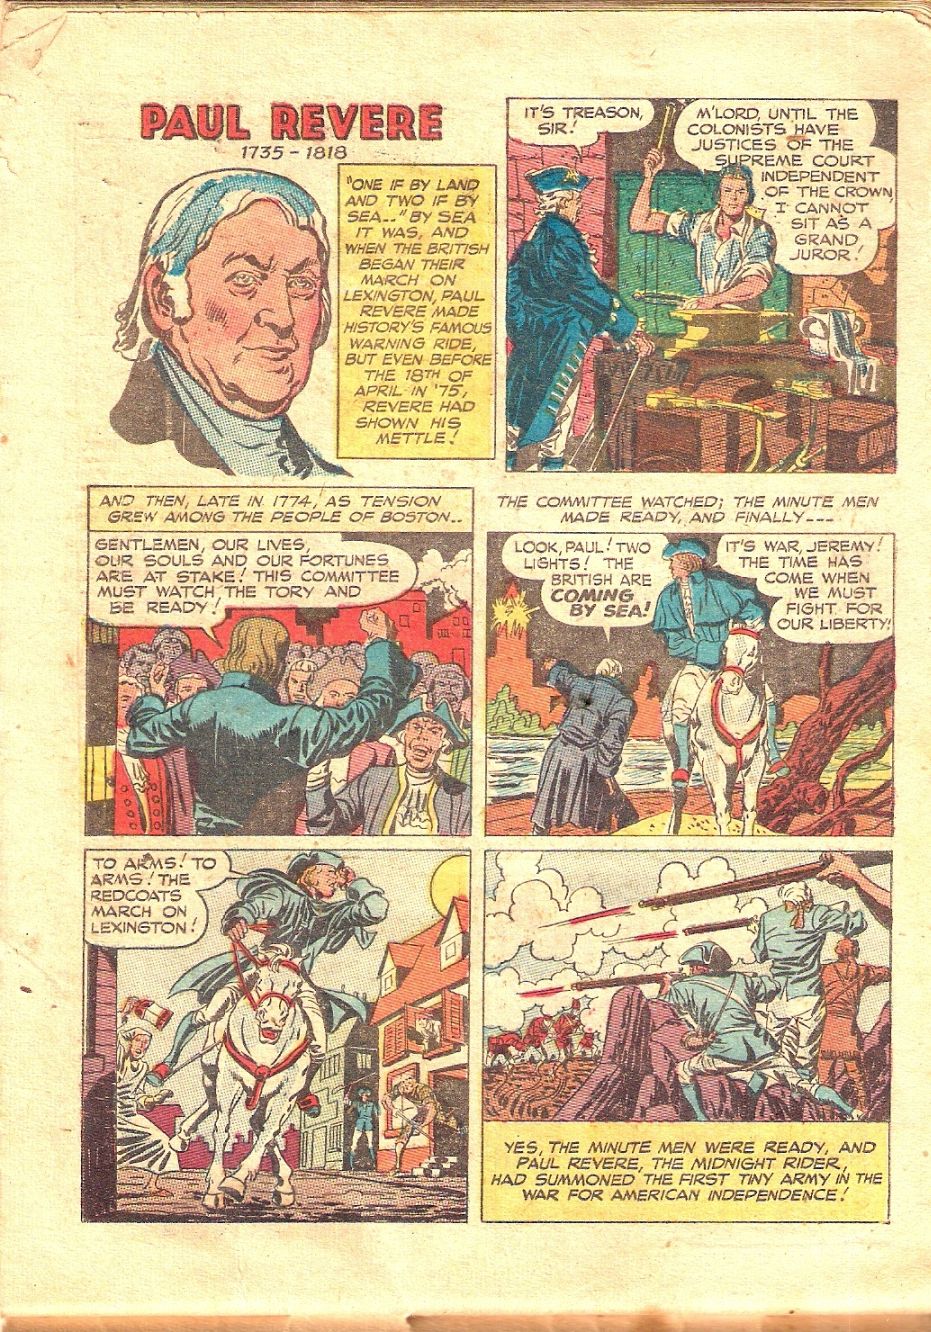 PAUL REVERE
1735 - 1818
"ONE IF BY LAND
AND TWO IF BY
SEA.." BY SEA
IT WAS, AND
WHEN THE BRITISH
BEGAN THEIR
MARCH ON
LEXINGTON, PAUL
REVERE MADE
HISTORY'S FAMOUS
WARNING RIDE,
BUT EVEN BEFORE
THE 18TH OF
APRIL IN '75,
REVERE HAD
SHOWN HIS
METTLE!
IT'S TREASON,
SIR!
M'LORD, UNTIL THE
COLONISTS HAVE
JUSTICES OF THE
SUPREME COURT
INDEPENDENT
OF THE CROWN,
I CANNOT
SIT AS A
GRAND
JUROR!
AND THEN, LATE IN 1774, AS TENSION
GREW AMONG THE PEOPLE OF BOSTON..
GENTLEMEN, OUR LIVES,
OUR SOULS AND OUR FORTUNES
ARE AT STAKE! THIS COMMITTEE
MUST WATCH THE TORY AND
BE READY!
THE COMMITTEE WATCHED; THE MINUTE MEN
MADE READY, AND FINALLY---
LOOK, PAUL! TWO
LIGHTS! THE
BRITISH ARE
COMING
BY SEA!
IT'S WAR, JEREMY!
THE TIME HAS
COME WHEN
WE MUST
FIGHT FOR
OUR LIBERTY!
TO ARMS! TO
ARMS! THE
REDCOATS
MARCH ON
LEXINGTON!
YES, THE MINUTE MEN WERE READY, AND
PAUL REVERE, THE MIDNIGHT RIDER,
HAD SUMMONED THE FIRST TINY ARMY IN THE
WAR FOR AMERICAN INDEPENDENCE!